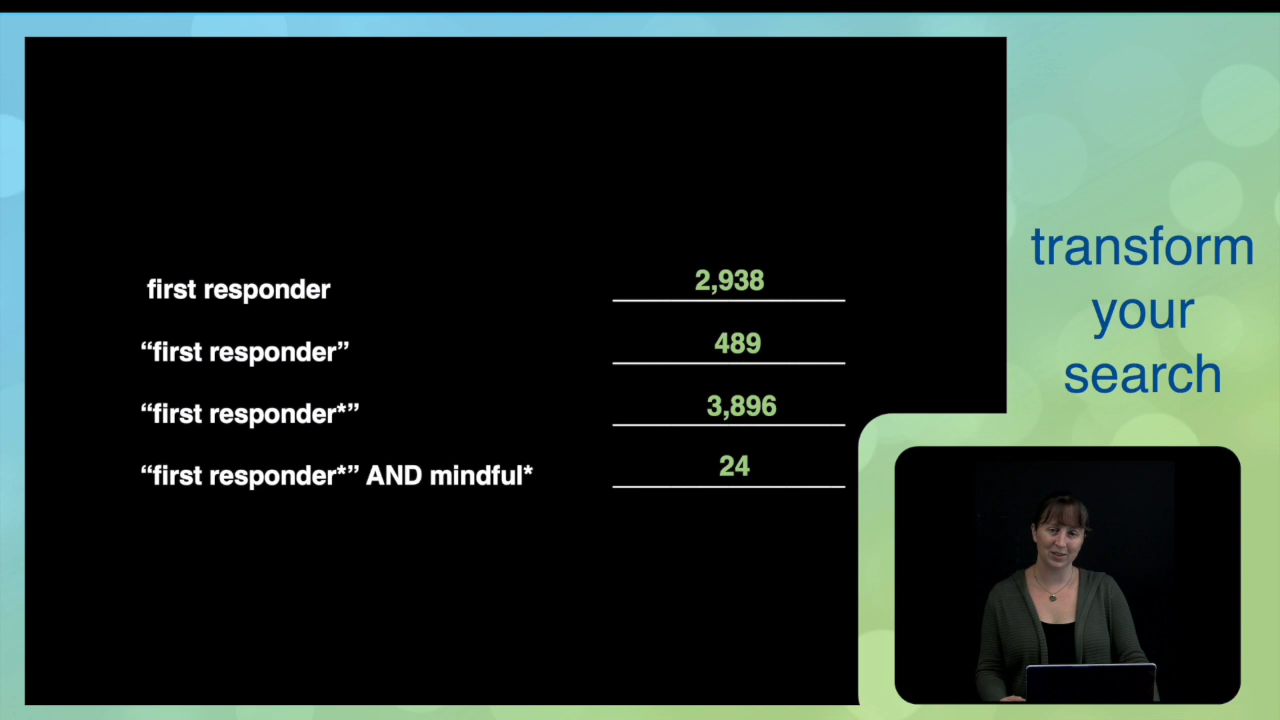 first responder 2,938
“first responder” 489
“first responder*” 3,896
“first responder*” AND mindful* 24
transform
your
search